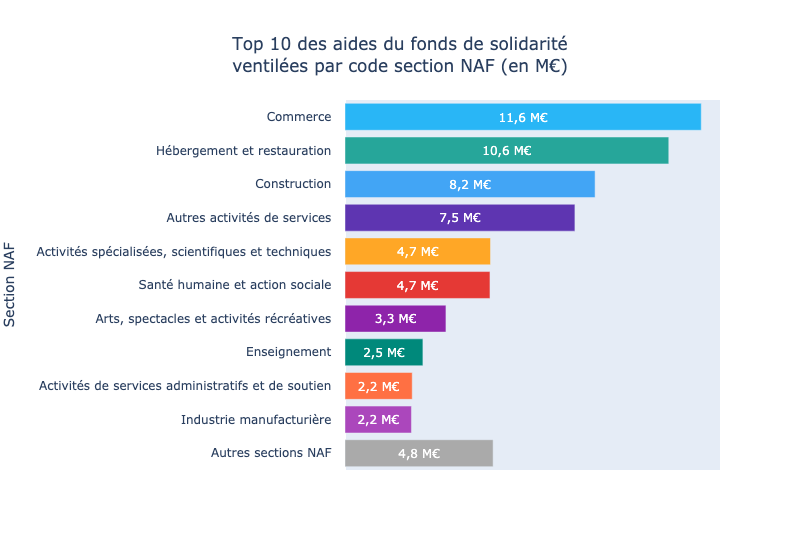 Top 10 des aides du fonds de solidarité
ventilées par code section NAF (en M€)
Section NAF
Commerce 11,6 M€
Hébergement et restauration 10,6 M€
Construction 8,2 M€
Autres activités de services 7,5 M€
Activités spécialisées, scientifiques et techniques 4,7 M€
Santé humaine et action sociale 4,7 M€
Arts, spectacles et activités récréatives 3,3 M€
Enseignement 2,5 M€
Activités de services administratifs et de soutien 2,2 M€
Industrie manufacturière 2,2 M€
Autres sections NAF 4,8 M€